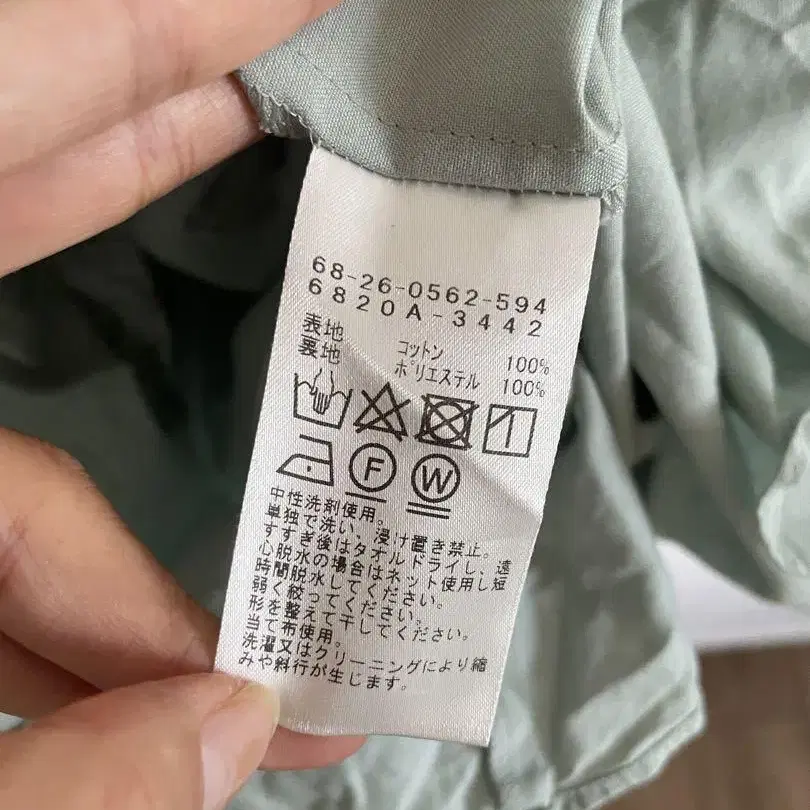 68-26-0562-594
6820A-3442
表地 コットン 100%
裏地 ポリエステル 100%
F W
中性洗剤使用。
単独で洗い、浸け置き禁止。
すすぎ後はタオルドライし、遠
心脱水の場合はネット使用し短
時間脱水してください。
弱く絞ってください。
形を整えて干してください。
当て布使用。
洗濯又はクリーニングにより縮
みや斜行が生じます。